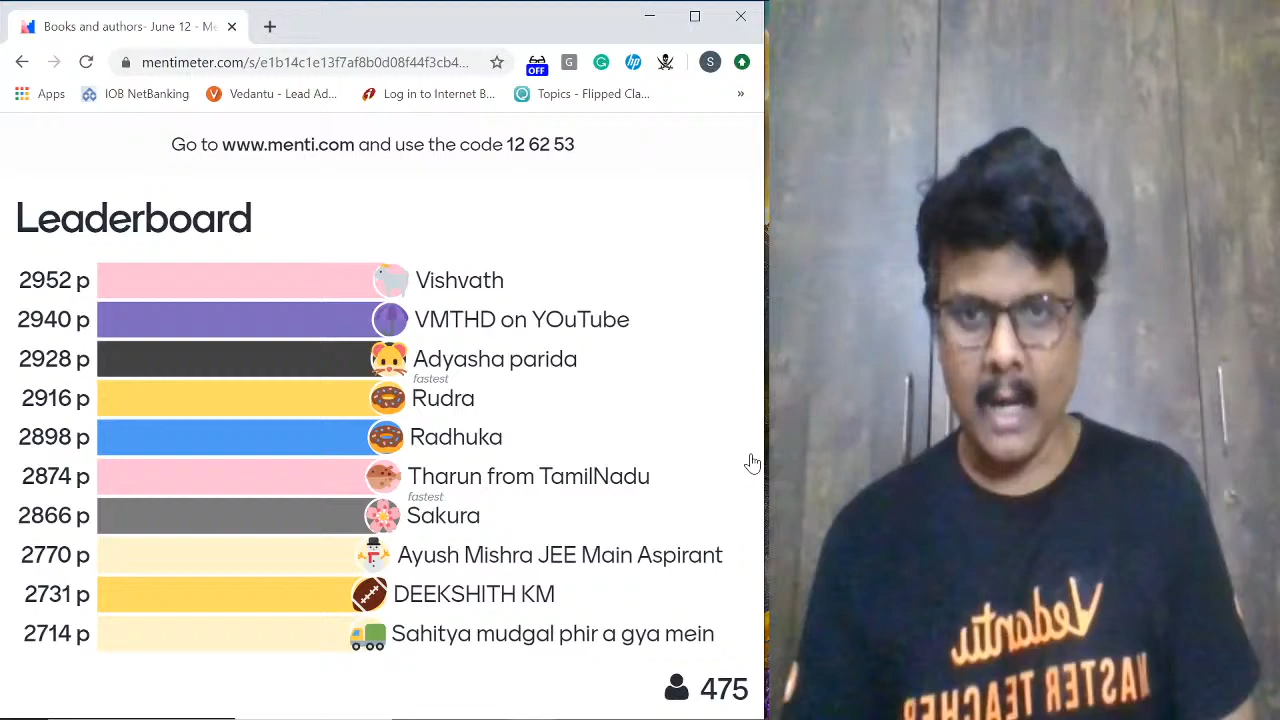 Books and authors- June 12 - Me
mentimeter.com/s/e1b14c1e13f7af8b0d08f44f3cb4...
OFF
G
G
hp
S
Apps
IOB NetBanking
Vedantu - Lead Ad...
Log in to Internet B...
Topics - Flipped Cla...
»
Go to www.menti.com and use the code 12 62 53
Leaderboard
2952 p Vishvath
2940 p VMTHD on YOuTube
2928 p Adyasha parida
fastest
2916 p Rudra
2898 p Radhuka
2874 p Tharun from TamilNadu
fastest
2866 p Sakura
2770 p Ayush Mishra JEE Main Aspirant
2731 p DEEKSHITH KM
2714 p Sahitya mudgal phir a gya mein
475
Vedantu
MASTER TEACHER